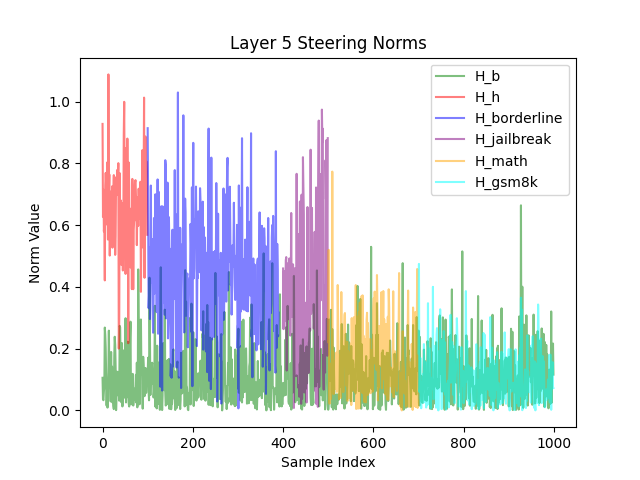 Layer 5 Steering Norms
H_b
H_h
H_borderline
H_jailbreak
H_math
H_gsm8k
Norm Value
1.0
0.8
0.6
0.4
0.2
0.0
0 200 400 600 800 1000
Sample Index